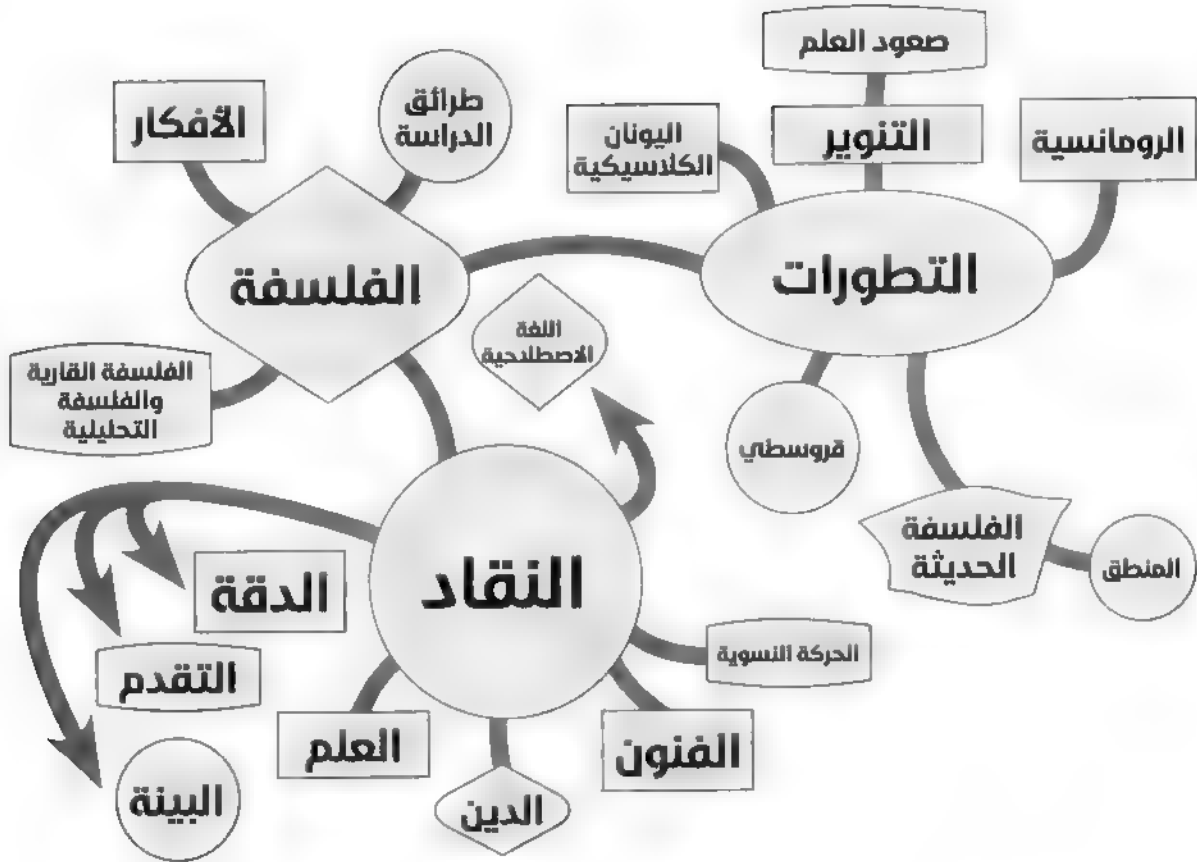 صعود العلم
التنوير
الرومانسية
اليونان
الكلاسيكية
طرائق
الدراسة
الأفكار
التطورات
الفلسفة
اللغة
الاصطلاحية
الفلسفة القارية
والفلسفة
التحليلية
قروسطي
الفلسفة
الحديثة
المنطق
النقاد
الدقة
الحركة النسوية
التقدم
الفنون
العلم
البينة
الدين